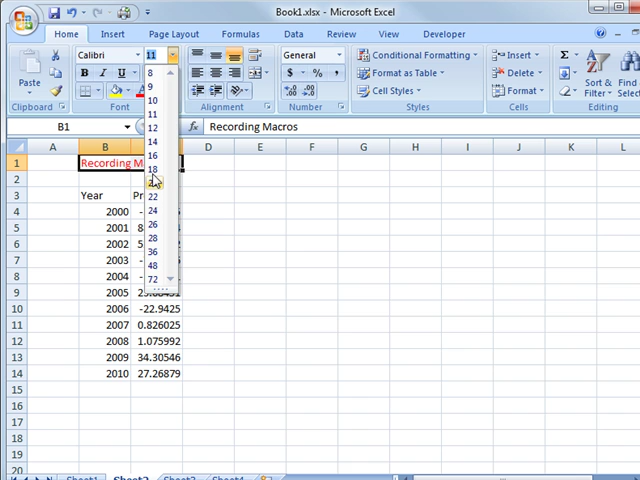 Book1.xlsx - Microsoft Excel
Home Insert Page Layout Formulas Data Review View Developer
Calibri 11
Paste
B I U
Conditional Formatting
Format as Table
Cell Styles
Insert
Delete
Format
Sort & Filter
Find & Select
Clipboard Font Alignment Number Styles Cells
B1 fx Recording Macros
A B D E F G H I J K
1 Recording M
2
3 Year Pr
4 2000 -
5 2001 8
6 2002 5
7 2003 -
8 2004 -
9 2005
10 2006 -22.9425
11 2007 0.826025
12 2008 1.075992
13 2009 34.30546
14 2010 27.26879
15
16
17
18
19
20
8
9
10
11
12
14
16
18
22
24
26
28
36
48
72
Sheet1 Sheet2 Sheet3 Sheet4